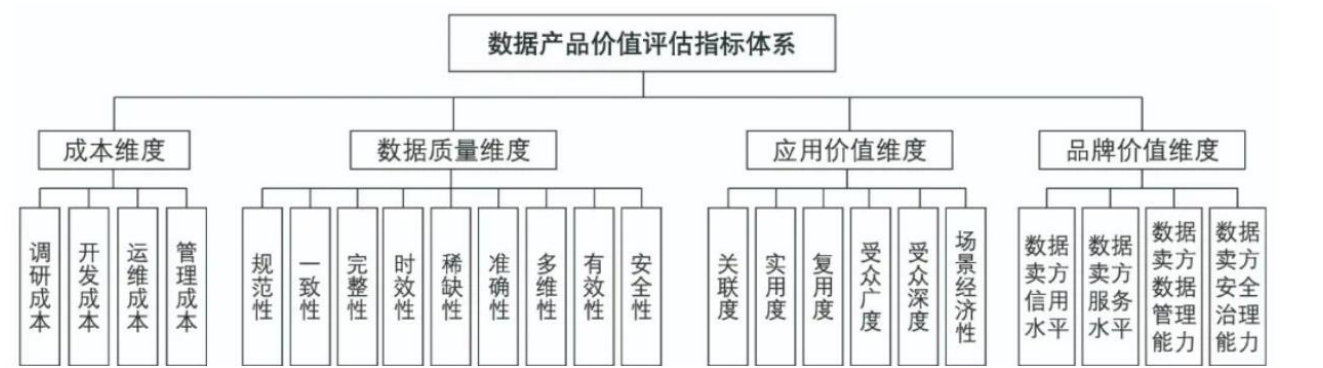 数据产品价值评估指标体系
成本维度
数据质量维度
应用价值维度
品牌价值维度
调研成本
开发成本
运维成本
管理成本
规范性
一致性
完整性
时效性
稀缺性
准确性
多维性
有效性
安全性
关联度
实用度
复用度
受众广度
受众深度
场景经济性
数据
卖方
信用
水平
数据
卖方
服务
水平
数据
卖方
数据
管理
能力
数据
卖方
安全
治理
能力